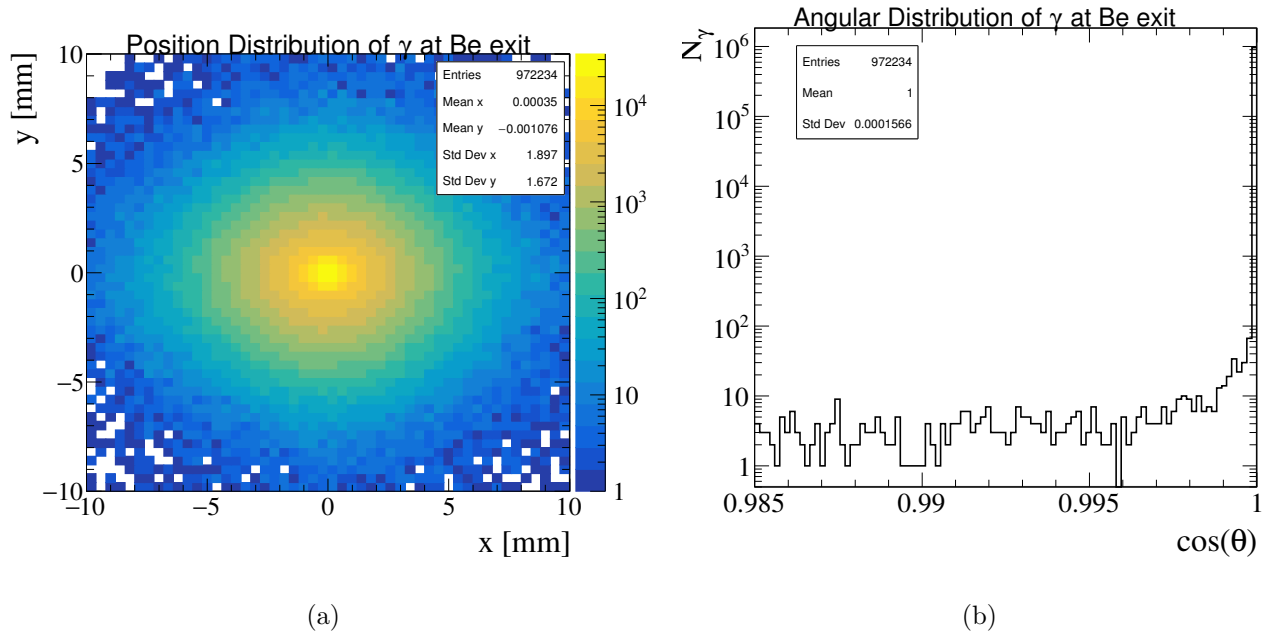 Position Distribution of γ at Be exit
Entries 972234
Mean x 0.00035
Mean y −0.001076
Std Dev x 1.897
Std Dev y 1.672
y [mm]
10
5
0
−5
−10
−10 −5 0 5 10
x [mm]
10⁴
10³
10²
10
1
(a)
Angular Distribution of γ at Be exit
Entries 972234
Mean 1
Std Dev 0.0001566
Nγ
10⁶
10⁵
10⁴
10³
10²
10
1
0.985 0.99 0.995 1
cos(θ)
(b)